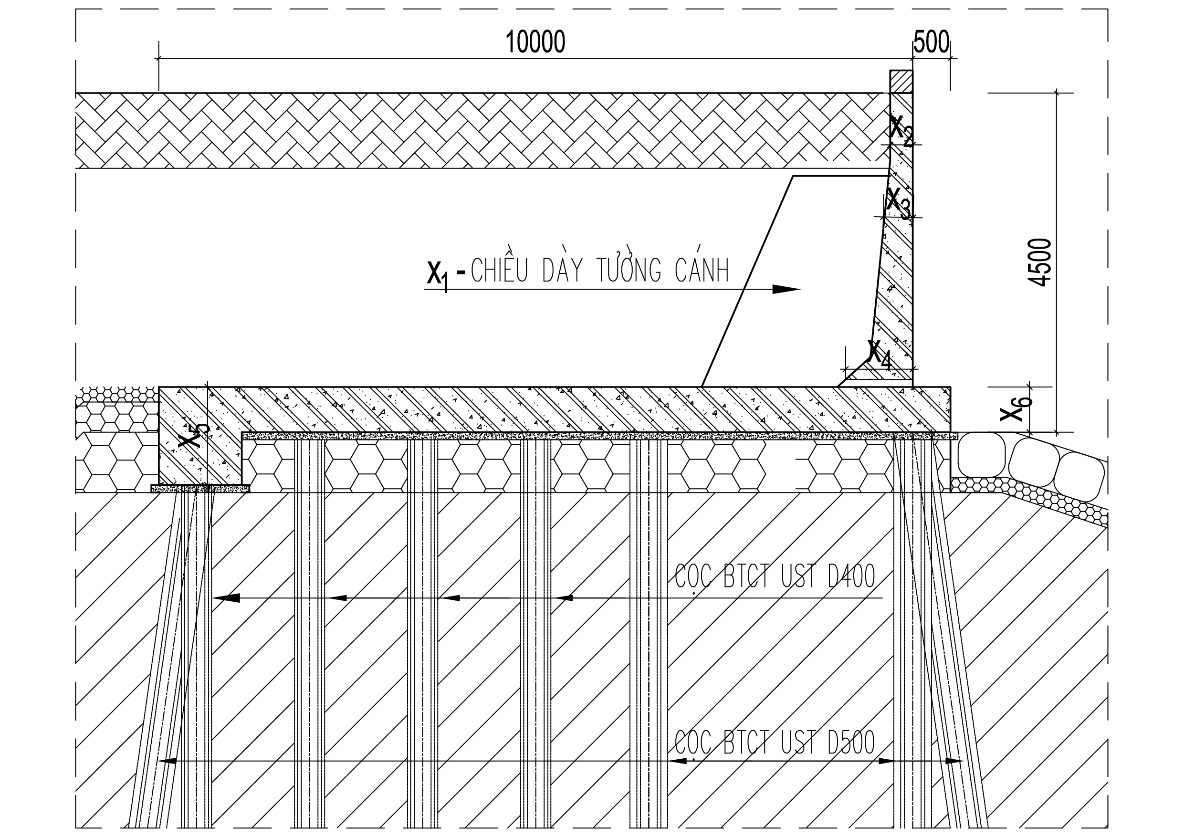 10000
500
X2
X3
X1 - CHIỀU DÀY TƯỜNG CÁNH
4500
X4
X6
X5
CỌC BTCT UST D400
CỌC BTCT UST D500